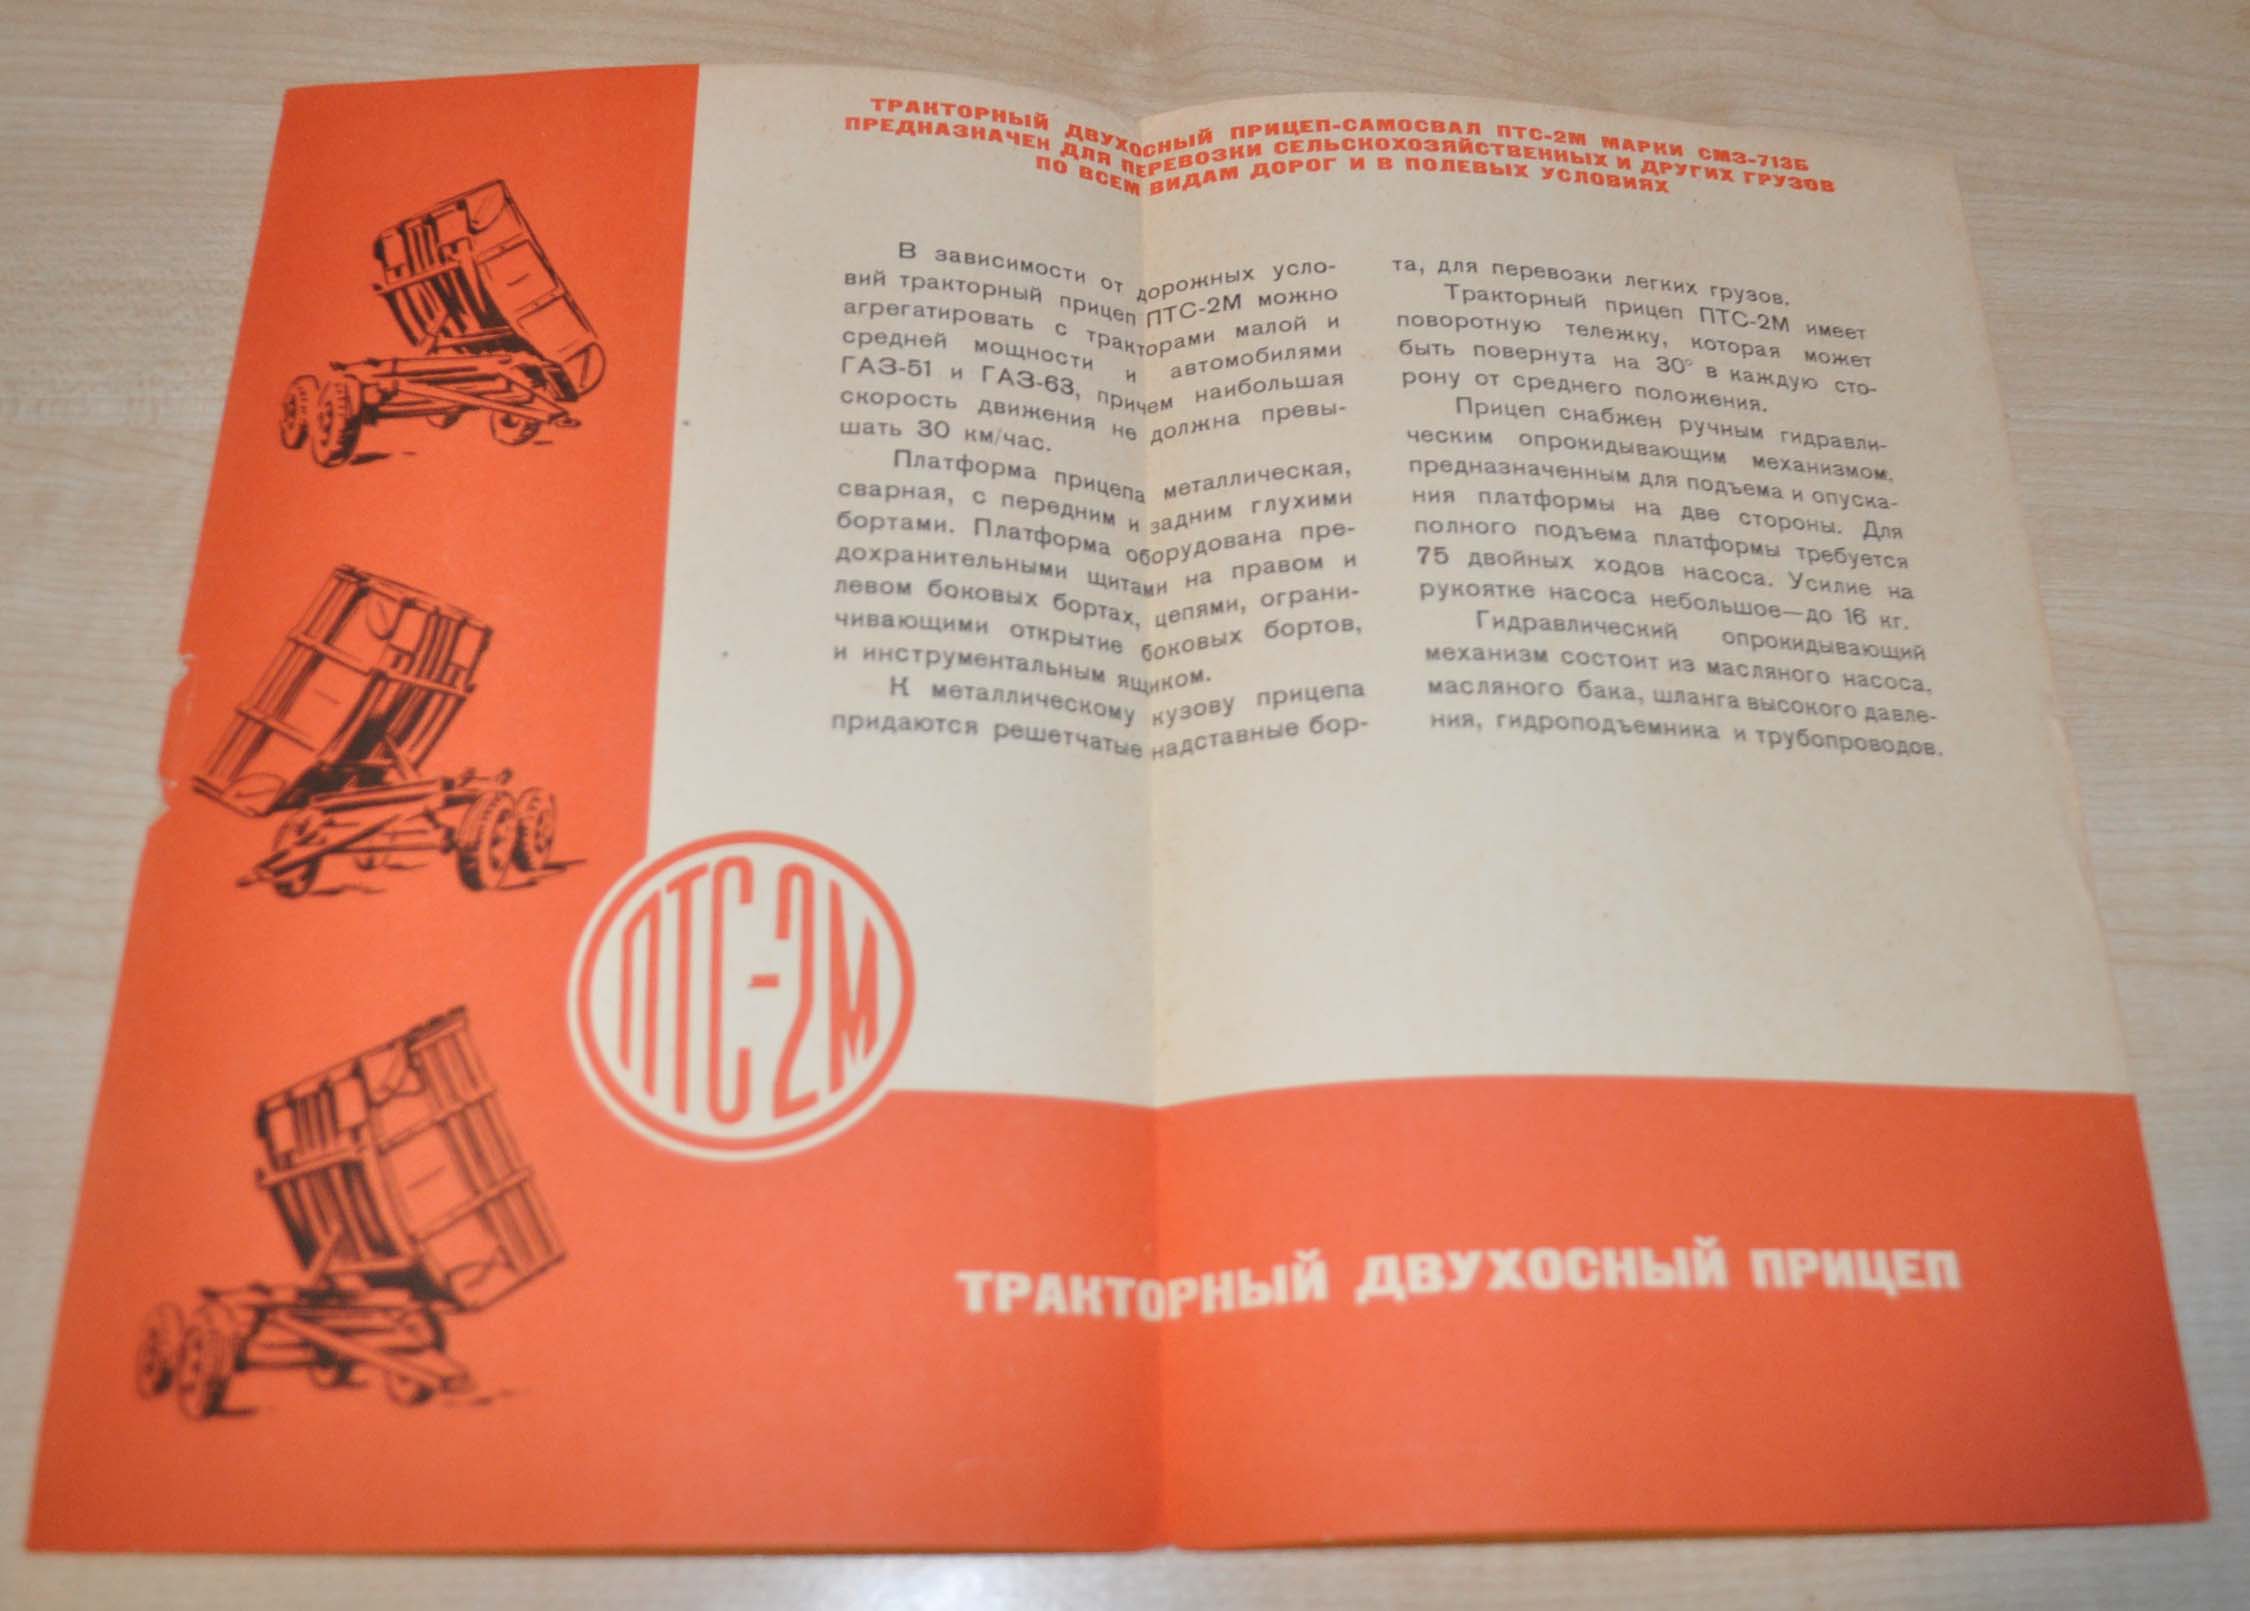 ТРАКТОРНЫЙ ДВУХОСНЫЙ ПРИЦЕП-САМОСВАЛ ПТС-2М МАРКИ СМЗ-713Б
ПРЕДНАЗНАЧЕН ДЛЯ ПЕРЕВОЗКИ СЕЛЬСКОХОЗЯЙСТВЕННЫХ И ДРУГИХ ГРУЗОВ
ПО ВСЕМ ВИДАМ ДОРОГ И В ПОЛЕВЫХ УСЛОВИЯХ
В зависимости от дорожных усло-
вий тракторный прицеп ПТС-2М можно
агрегатировать с тракторами малой и
средней мощности и автомобилями
ГАЗ-51 и ГАЗ-63, причем наибольшая
скорость движения не должна превы-
шать 30 км/час.
Платформа прицепа металлическая,
сварная, с передним и задним глухими
бортами. Платформа оборудована пре-
дохранительными щитами на правом и
левом боковых бортах, цепями, ограни-
чивающими открытие боковых бортов,
и инструментальным ящиком.
К металлическому кузову прицепа
придаются решетчатые надставные бор-
та, для перевозки легких грузов.
Тракторный прицеп ПТС-2М имеет
поворотную тележку, которая может
быть повернута на 30° в каждую сто-
рону от среднего положения.
Прицеп снабжен ручным гидравли-
ческим опрокидывающим механизмом,
предназначенным для подъема и опуска-
ния платформы на две стороны. Для
полного подъема платформы требуется
75 двойных ходов насоса. Усилие на
рукоятке насоса небольшое—до 16 кг.
Гидравлический опрокидывающий
механизм состоит из масляного насоса,
масляного бака, шланга высокого давле-
ния, гидроподъемника и трубопроводов.
ПТС-2М
ТРАКТОРНЫЙ ДВУХОСНЫЙ ПРИЦЕП